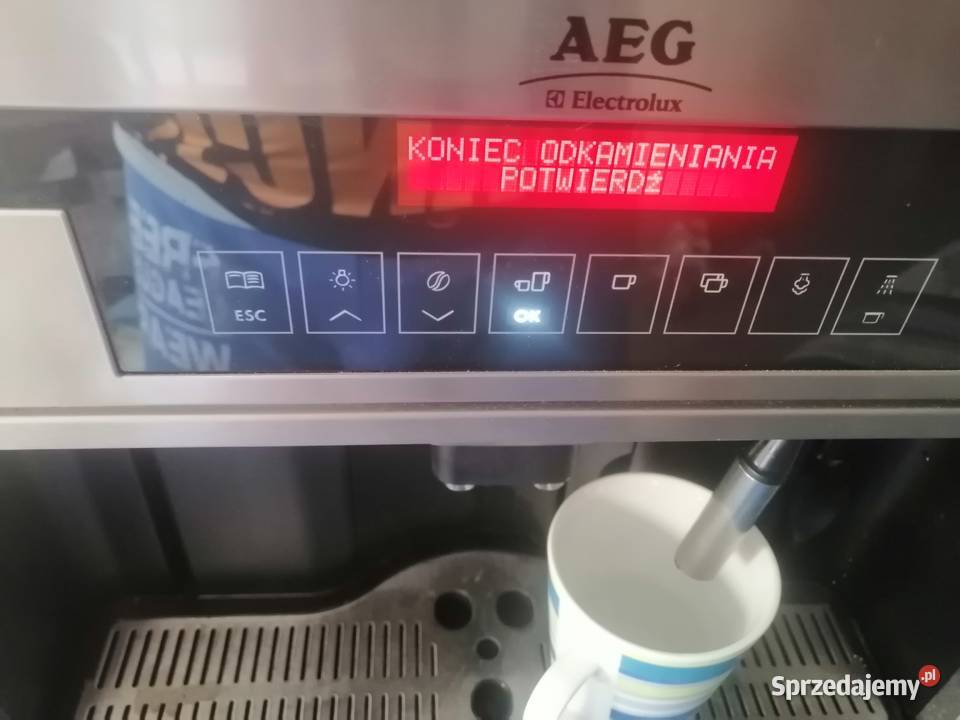 AEG
Electrolux
KONIEC ODKAMIENIANIA
POTWIERDź
ESC
OK
Sprzedajemy.pl